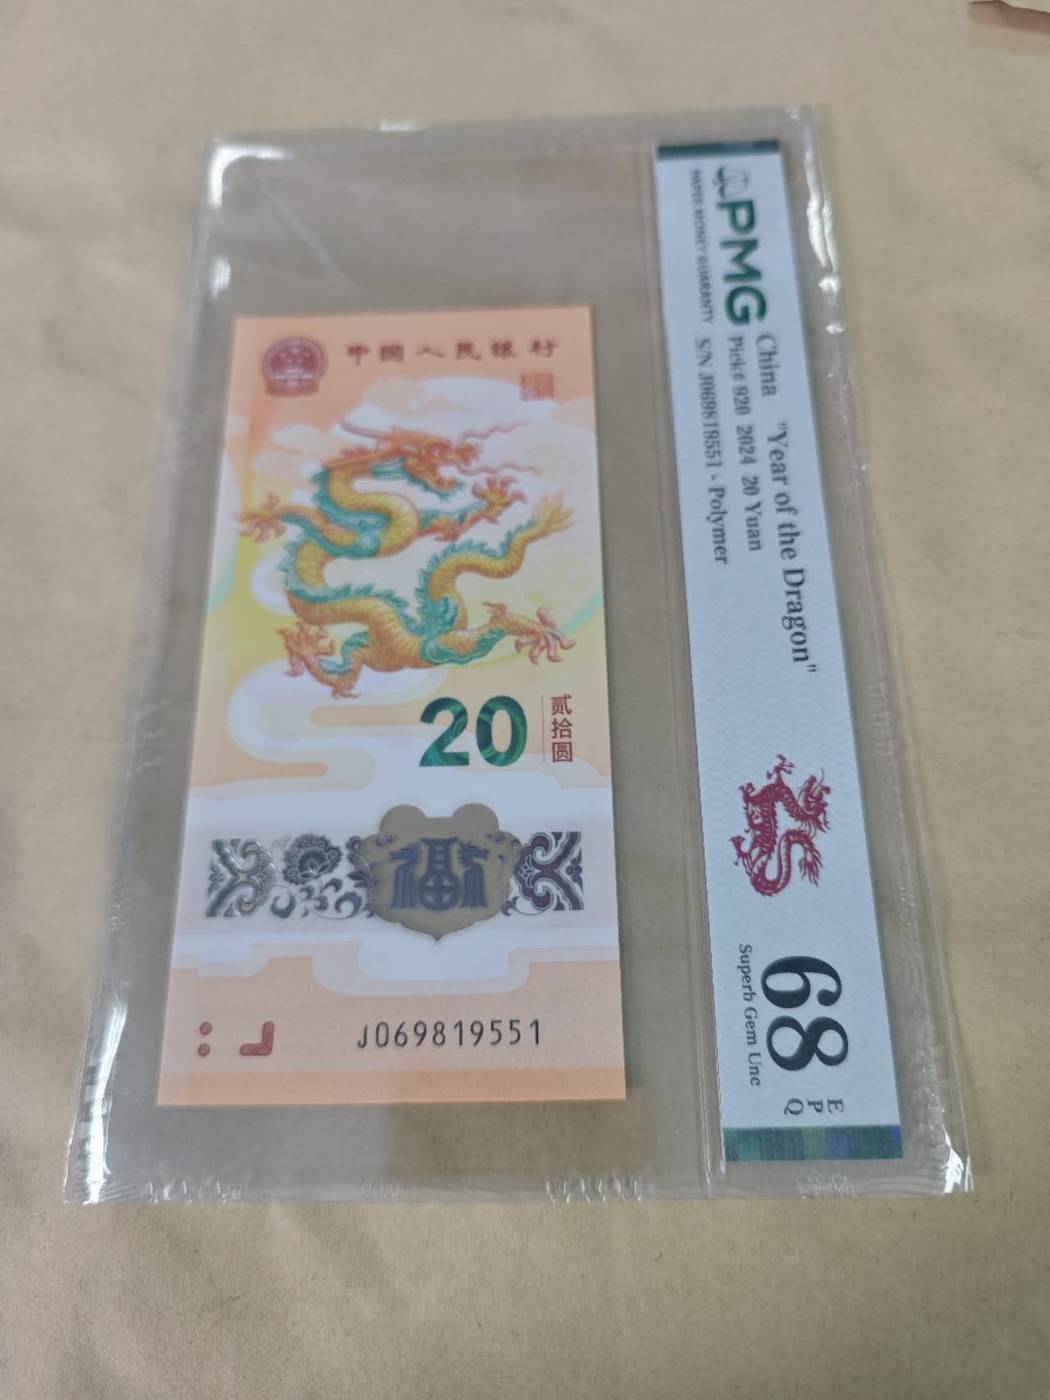 中国人民银行
20
贰拾圆
福
J069819551
PMG
PAPER MONEY GUARANTY
China "Year of the Dragon"
Pick# 920 2024 20 Yuan
S/N J069819551 - Polymer
68
EPQ
Superb Gem Unc